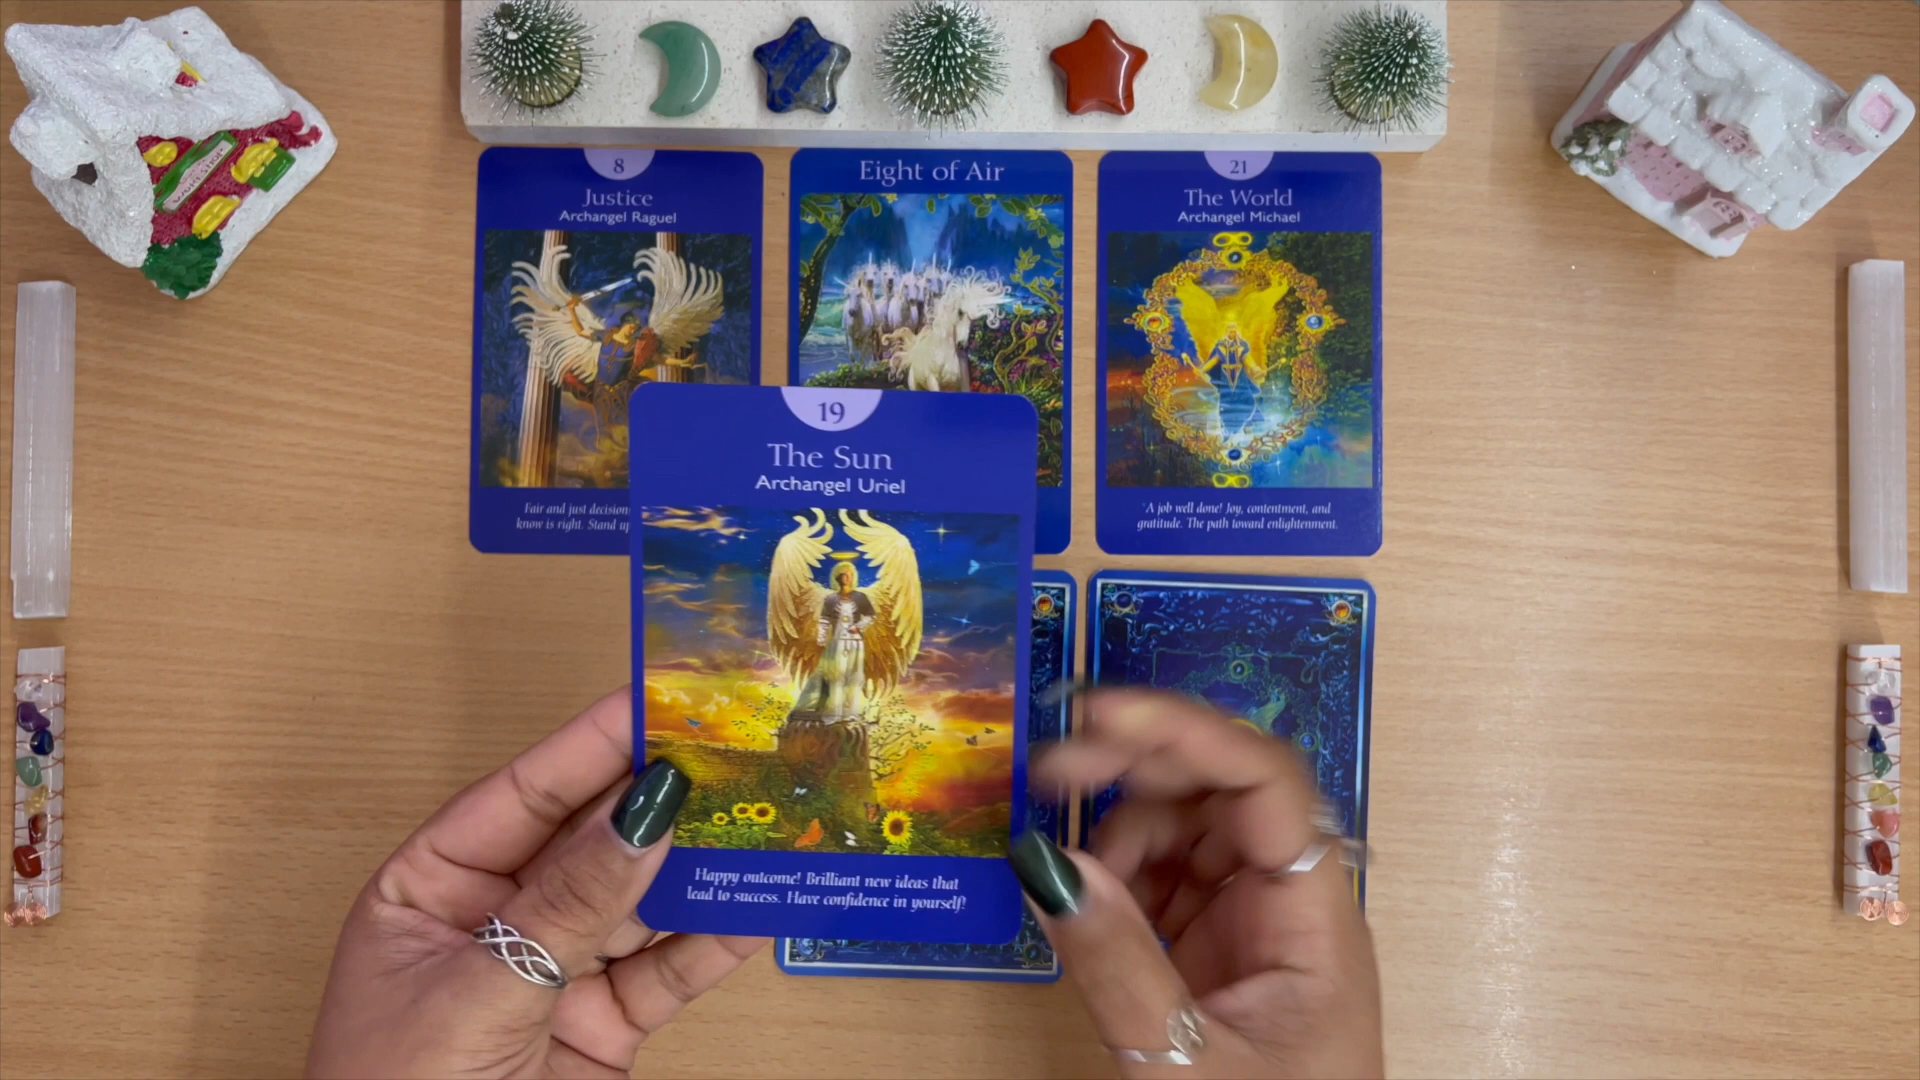 8
Justice
Archangel Raguel
Fair and just decision
know is right. Stand up
Eight of Air
21
The World
Archangel Michael
A job well done! Joy, contentment, and
gratitude. The path toward enlightenment.
19
The Sun
Archangel Uriel
Happy outcome! Brilliant new ideas that
lead to success. Have confidence in yourself!